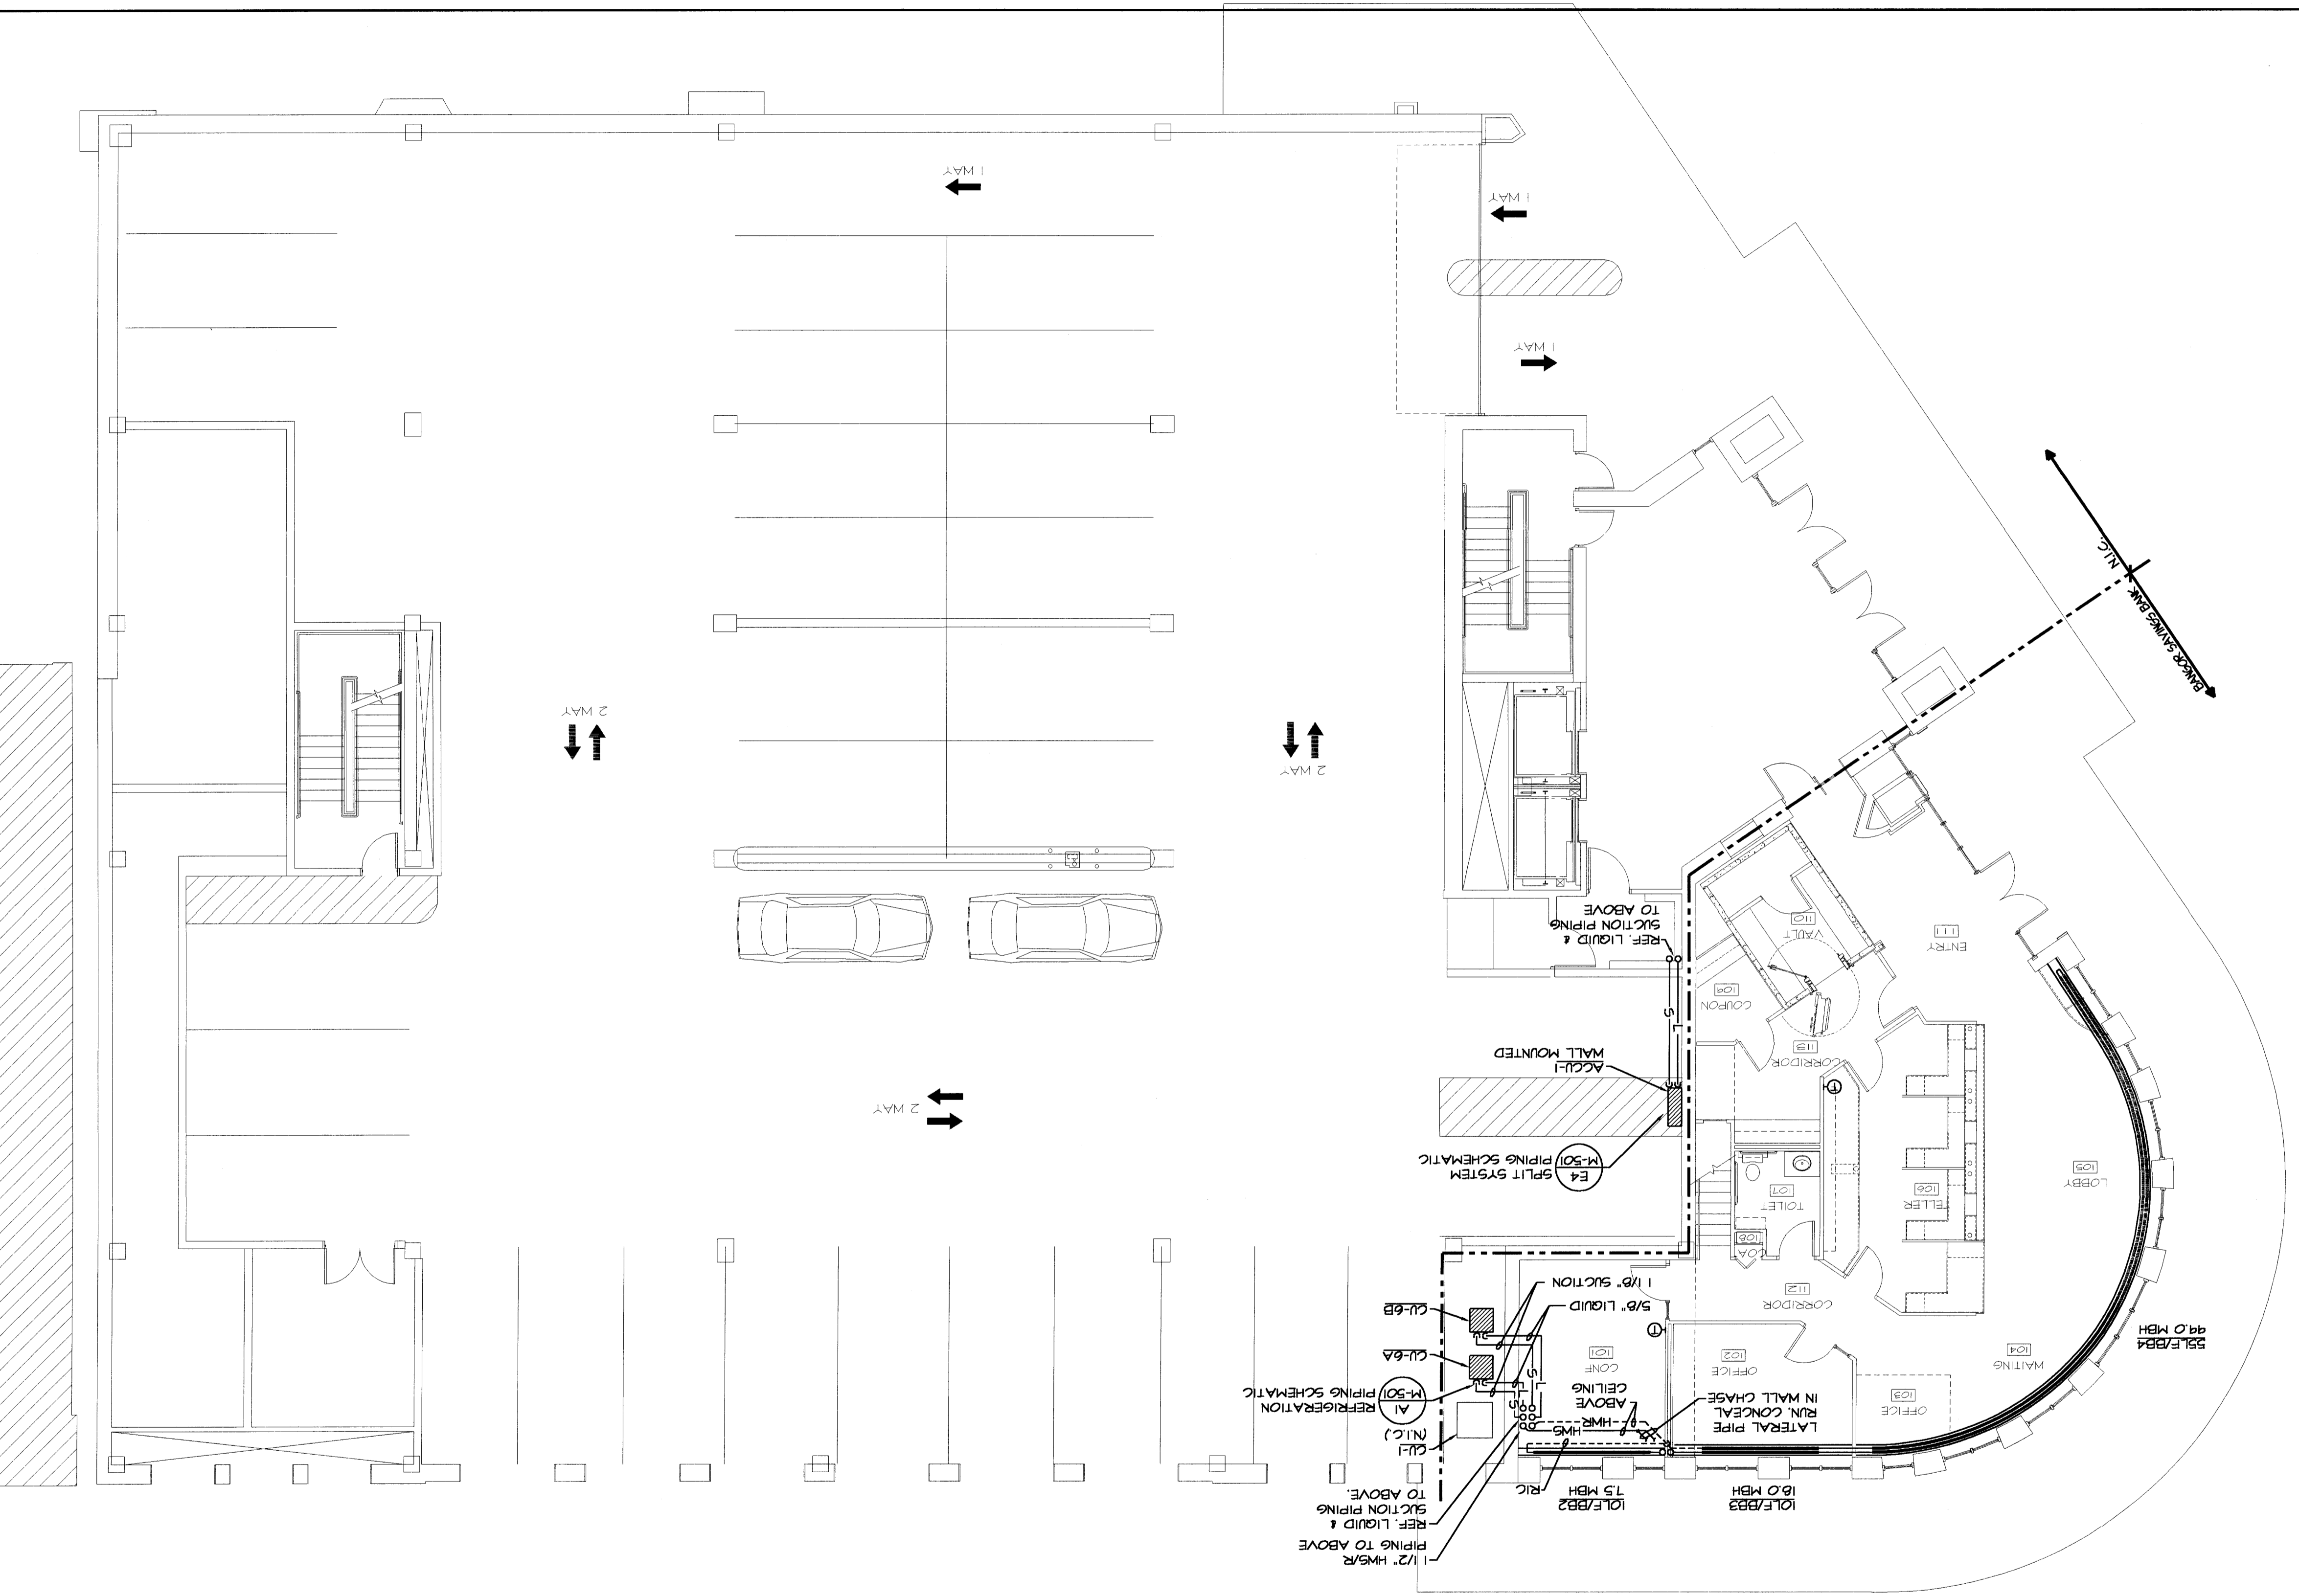 1 1/2" HWS/R
PIPING TO ABOVE
REF. LIQUID &
SUCTION PIPING
TO ABOVE.
RIC
10LF/BB2
7.5 MBH
10LF/BB3
18.0 MBH
CU-1
(N.I.C.)
A1
M-501
REFRIGERATION
PIPING SCHEMATIC
CU-6A
CU-6B
5/8" LIQUID
1 1/8" SUCTION
S
L
S
L
HWS
HWR
ABOVE
CEILING
LATERAL PIPE
RUN. CONCEAL
IN WALL CHASE
CONF
101
OFFICE
102
OFFICE
103
WAITING
104
55LF/BB4
99.0 MBH
T
CORRIDOR
112
COA
108
TOILET
107
TELLER
106
LOBBY
105
E4
M-501
SPLIT SYSTEM
PIPING SCHEMATIC
ACCU-1
WALL MOUNTED
T
CORRIDOR
113
COUPON
109
S
L
REF. LIQUID &
SUCTION PIPING
TO ABOVE
VAULT
110
ENTRY
111
BANGOR SAVINGS BANK
N.I.C.
2 WAY
2 WAY
2 WAY
1 WAY
1 WAY
1 WAY